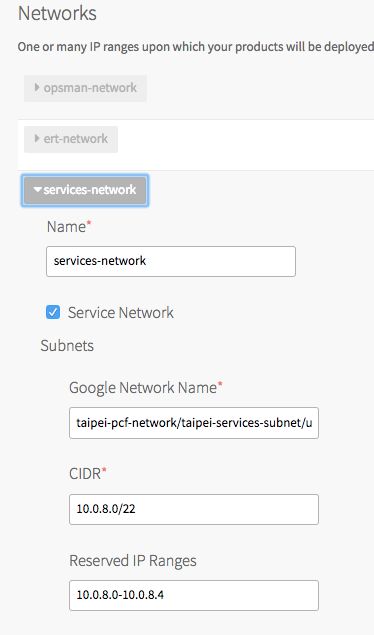 Networks
One or many IP ranges upon which your products will be deployed
opsman-network
ert-network
services-network
Name*
services-network
Service Network
Subnets
Google Network Name*
taipei-pcf-network/taipei-services-subnet/u
CIDR*
10.0.8.0/22
Reserved IP Ranges
10.0.8.0-10.0.8.4